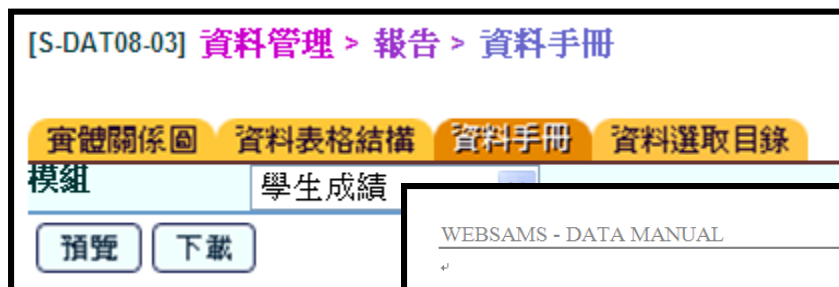 [S-DAT08-03] 資料管理 > 報告 > 資料手冊
實體關係圖 資料表格結構 資料手冊 資料選取目錄
模組 學生成績
預覽 下載
WEBSAMS - DATA MANUAL